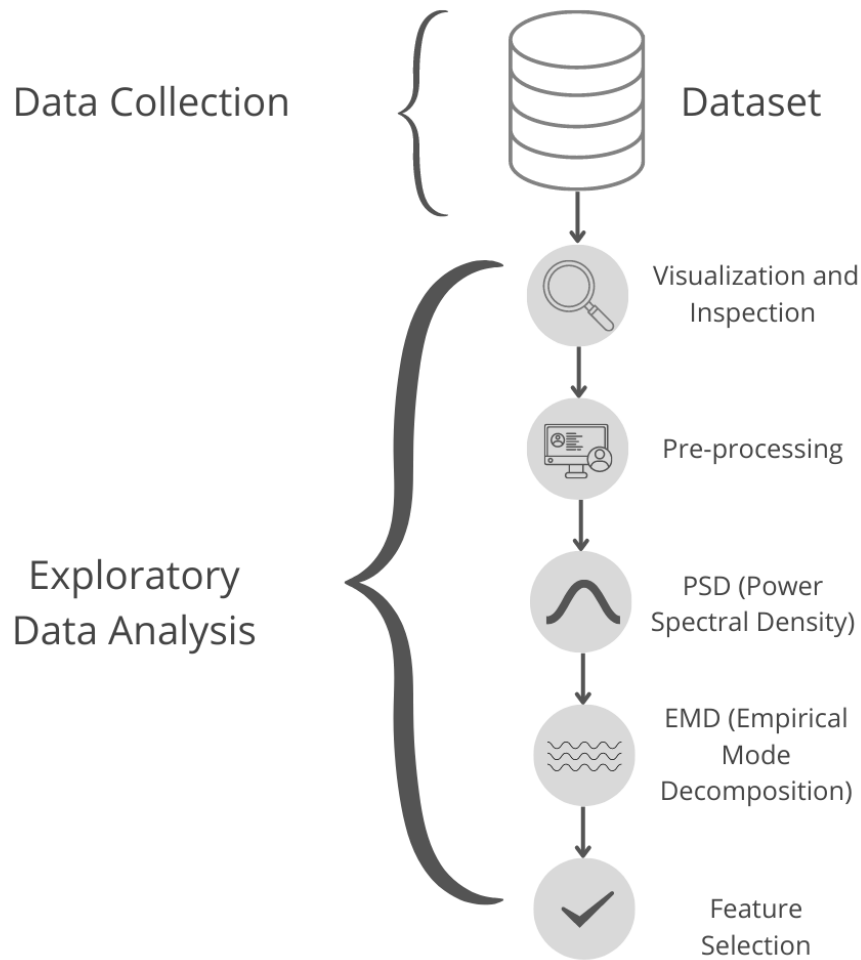 Data Collection
Dataset
Visualization and
Inspection
Pre-processing
Exploratory
Data Analysis
PSD (Power
Spectral Density)
EMD (Empirical
Mode
Decomposition)
Feature
Selection